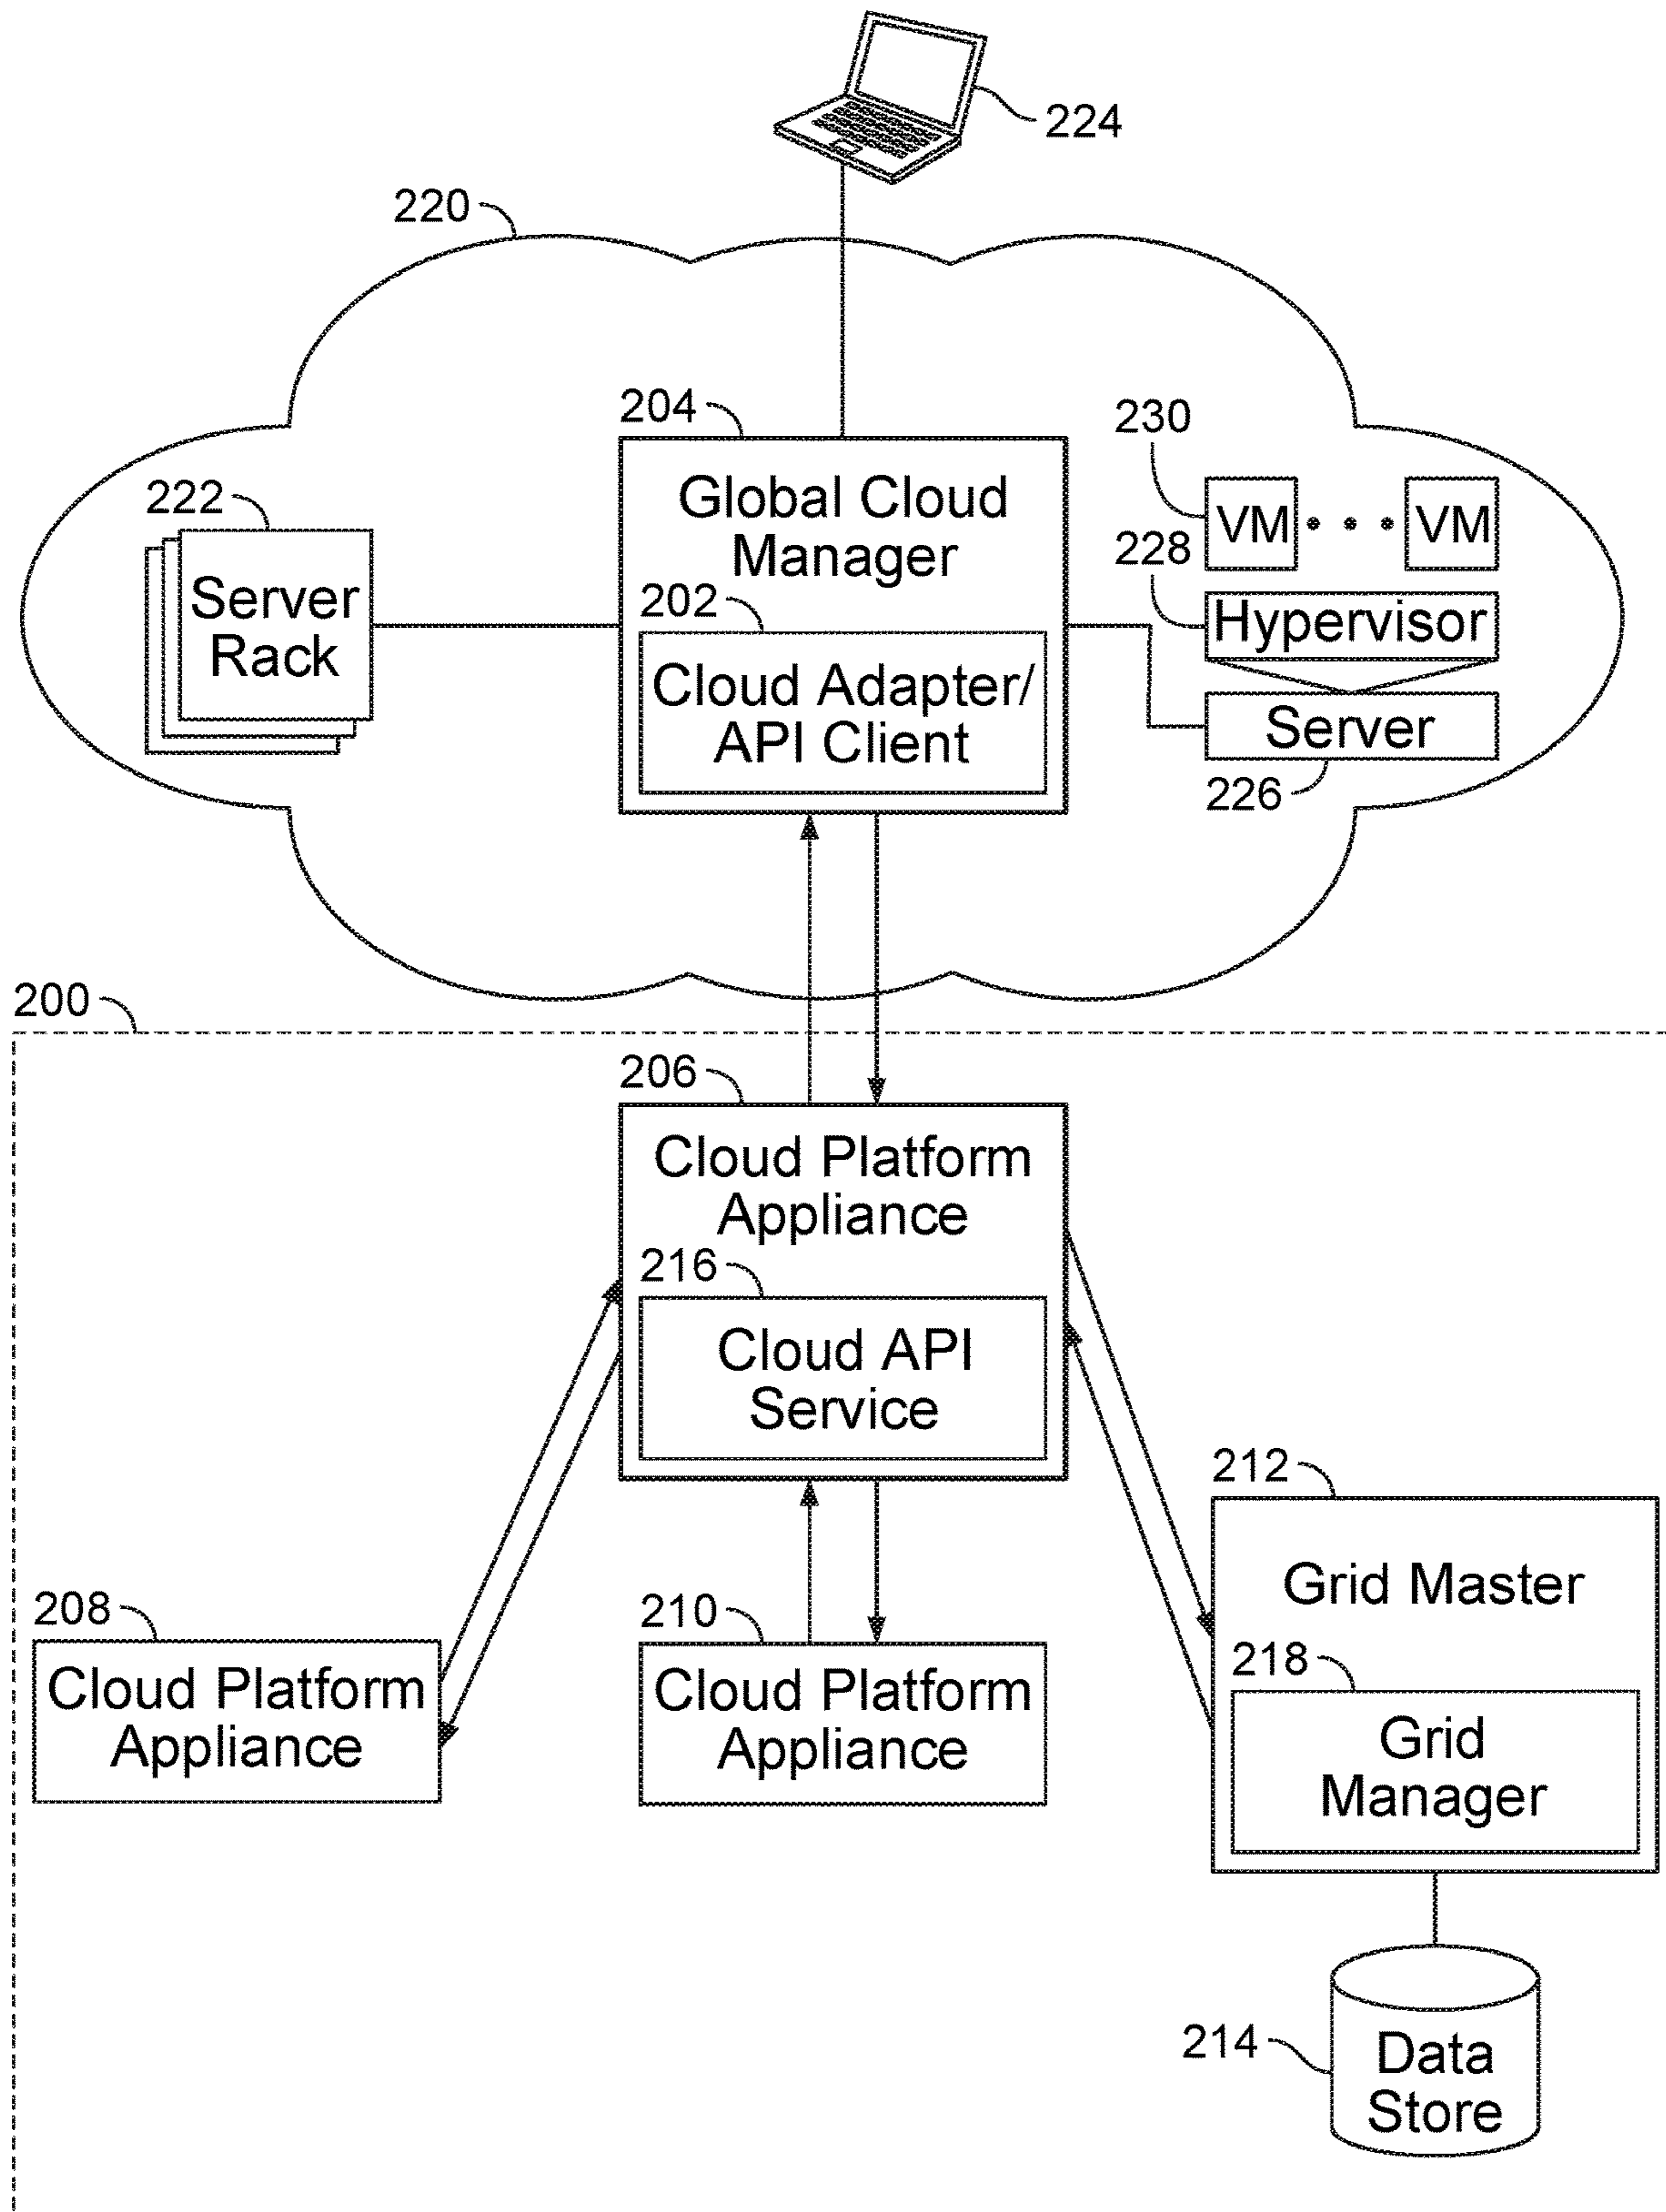 224
220
204
230
Global Cloud
Manager
222
VM • • • VM
228
Server
Rack
202
Hypervisor
Cloud Adapter/
API Client
Server
226
200
206
Cloud Platform
Appliance
216
Cloud API
Service
212
Grid Master
208
210
218
Cloud Platform
Appliance
Cloud Platform
Appliance
Grid
Manager
214
Data
Store